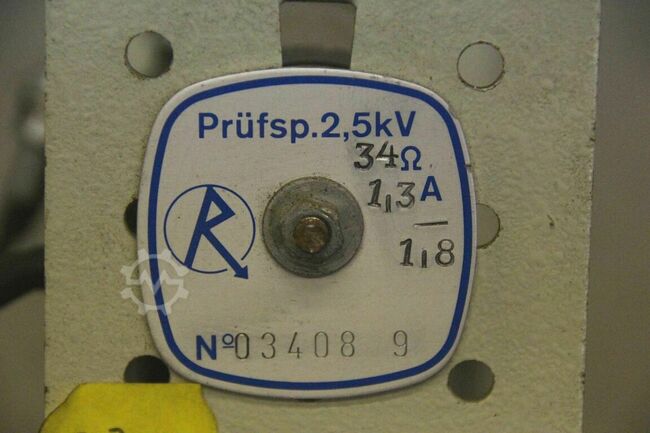 Prüfsp.2,5kV
34Ω
1,3A
—
1,8
R
Nº03408 9